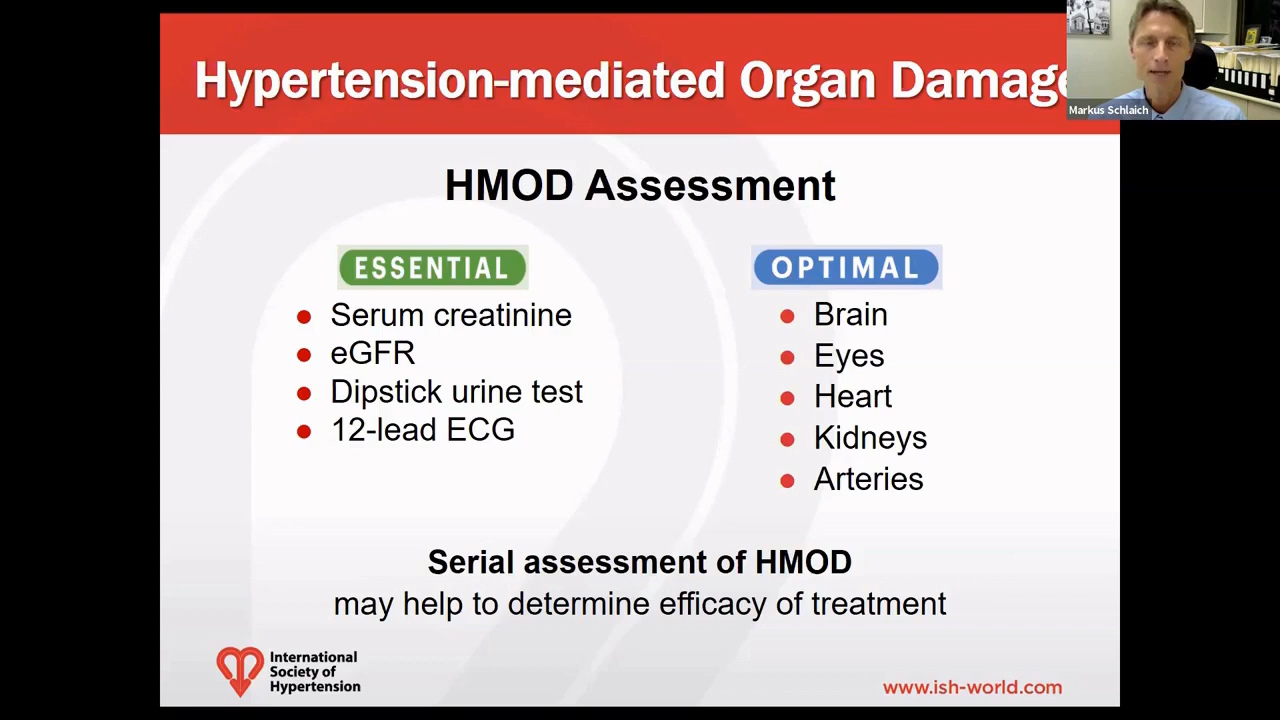 Hypertension-mediated Organ Damage
Markus Schlaich
HMOD Assessment
ESSENTIAL
Serum creatinine
eGFR
Dipstick urine test
12-lead ECG
OPTIMAL
Brain
Eyes
Heart
Kidneys
Arteries
Serial assessment of HMOD
may help to determine efficacy of treatment
International
Society of
Hypertension
www.ish-world.com